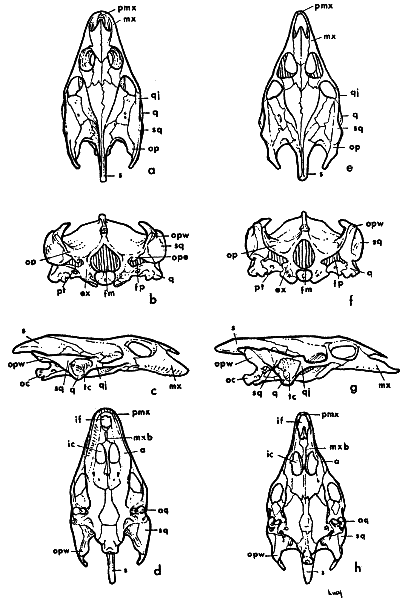 pmx
mx
qj
q
sq
op
s
a
pmx
mx
qj
q
sq
op
s
e
opw
sq
ope
q
op
pt
ex
fm
fp
b
opw
sq
op
q
pt
ex
fm
fp
f
s
opw
oc
sq
q
tc
qj
mx
c
s
opw
oc
sq
q
tc
qj
mx
g
pmx
if
mxb
ic
a
aq
sq
opw
s
d
pmx
if
mxb
ic
a
aq
sq
opw
s
h